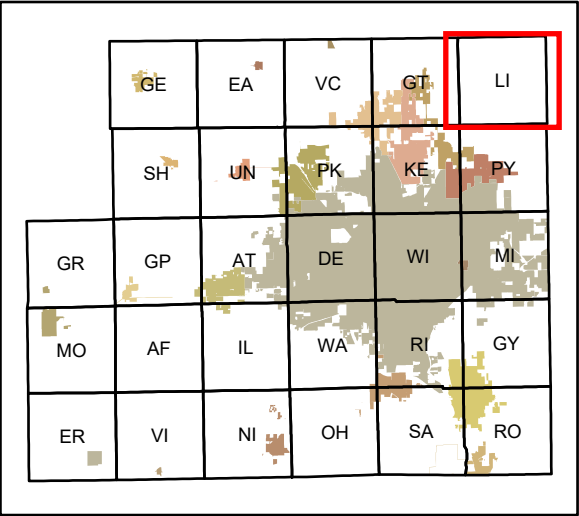 GE EA VC GT LI
SH UN PK KE PY
GR GP AT DE WI MI
MO AF IL WA RI GY
ER VI NI OH SA RO